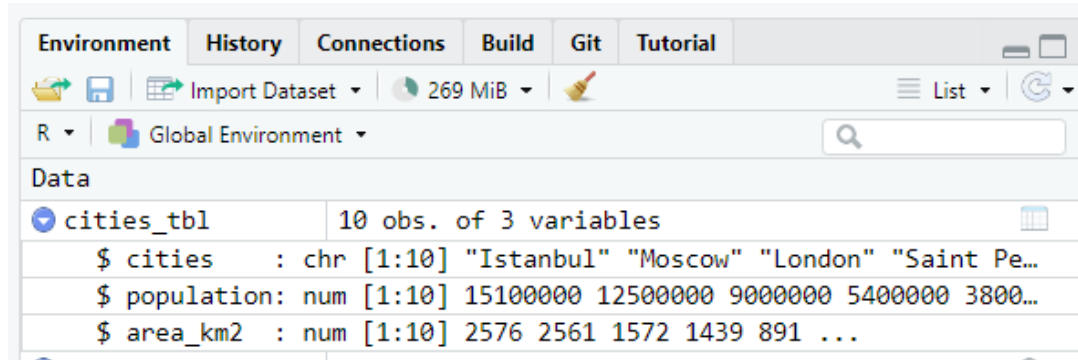 Environment History Connections Build Git Tutorial
Import Dataset 269 MiB List
R Global Environment
Data
cities_tbl 10 obs. of 3 variables
$ cities : chr [1:10] "Istanbul" "Moscow" "London" "Saint Pe…
$ population: num [1:10] 15100000 12500000 9000000 5400000 3800…
$ area_km2 : num [1:10] 2576 2561 1572 1439 891 ...